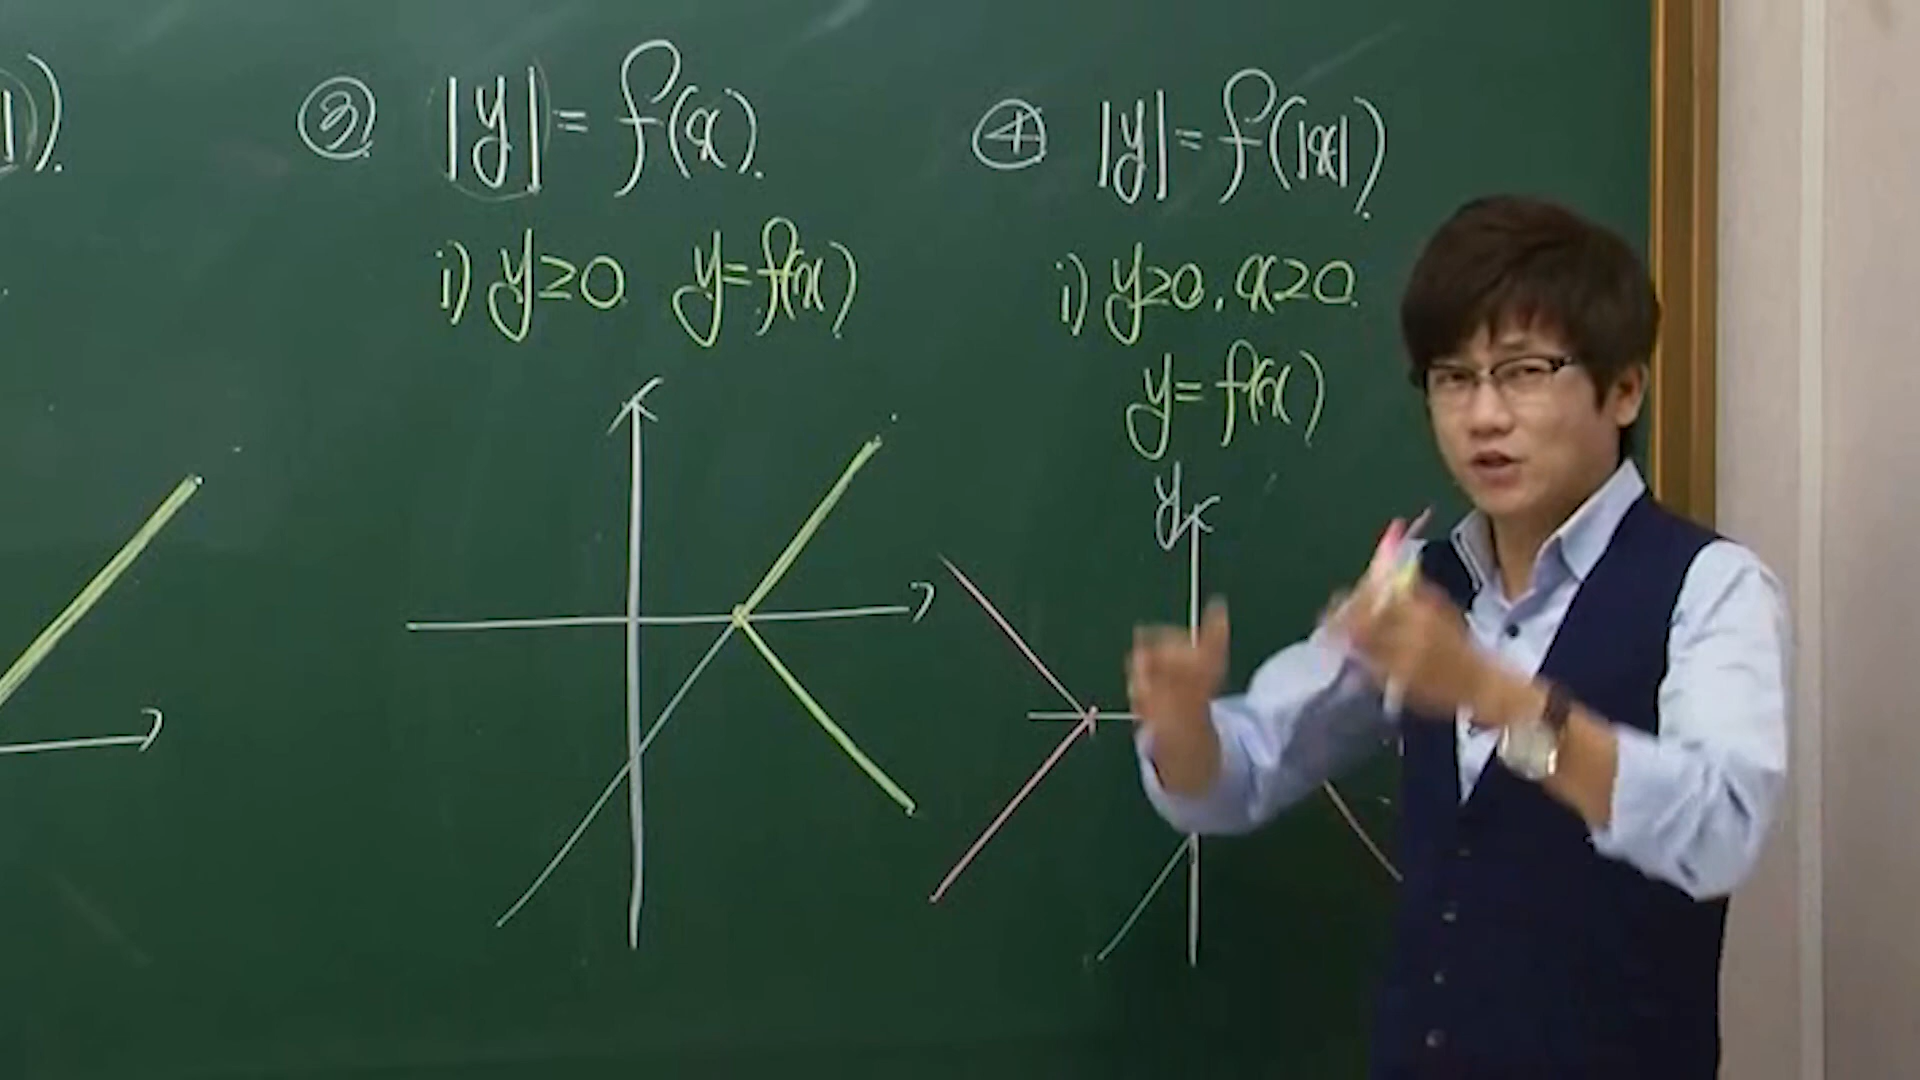 |).
③ |y| = f(x).
i) y≥0 y=f(x)
④ |y| = f(|x|).
i) y≥0, x≥0.
y=f(x)
y